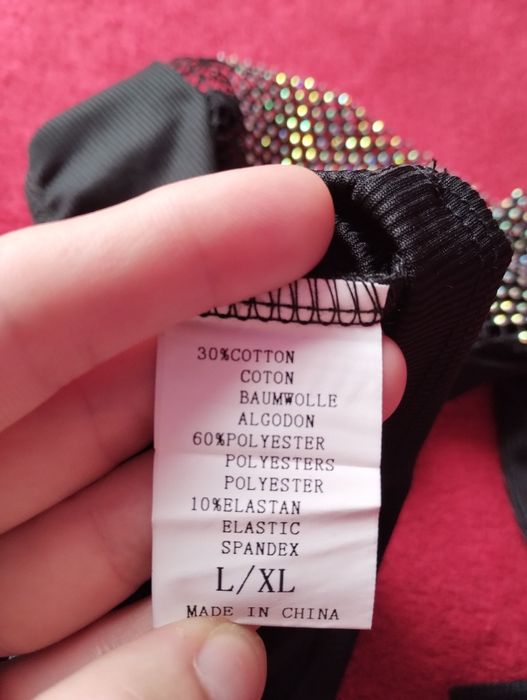 30%COTTON
COTON
BAUMWOLLE
ALGODON
60%POLYESTER
POLYESTERS
POLYESTER
10%ELASTAN
ELASTIC
SPANDEX
L/XL
MADE IN CHINA